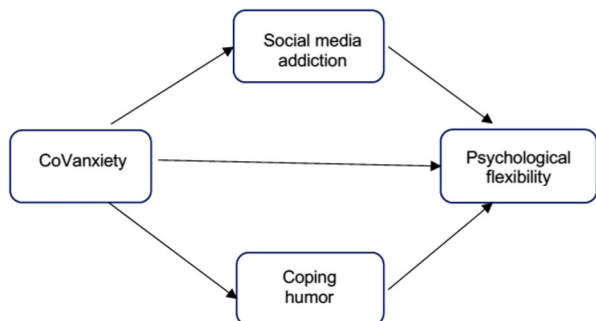 Social media
addiction
CoVanxiety
Psychological
flexibility
Coping
humor